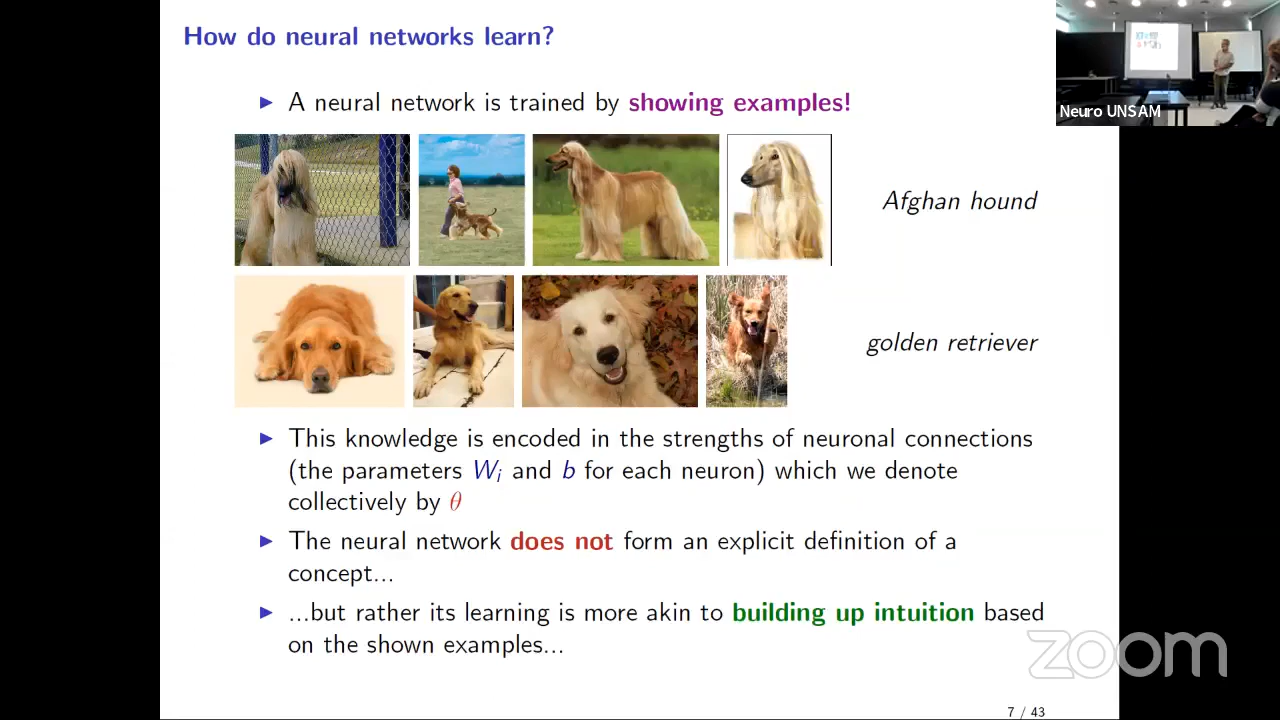 How do neural networks learn?
Neuro UNSAM
▶ A neural network is trained by showing examples!
Afghan hound
golden retriever
▶ This knowledge is encoded in the strengths of neuronal connections
(the parameters W_i and b for each neuron) which we denote
collectively by θ
▶ The neural network does not form an explicit definition of a
concept...
▶ ...but rather its learning is more akin to building up intuition based
on the shown examples...
zoom
7 / 43